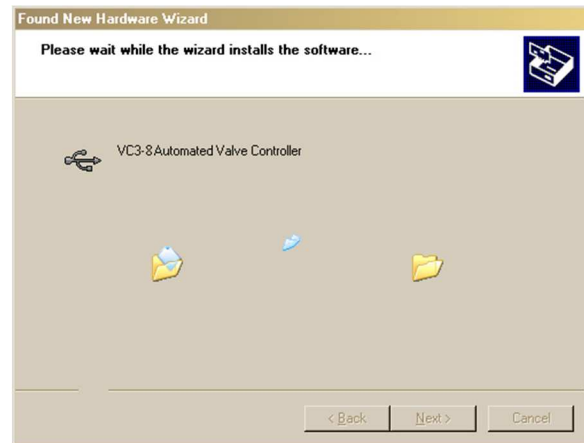 Found New Hardware Wizard
Please wait while the wizard installs the software...
VC3-8 Automated Valve Controller
< Back
Next >
Cancel